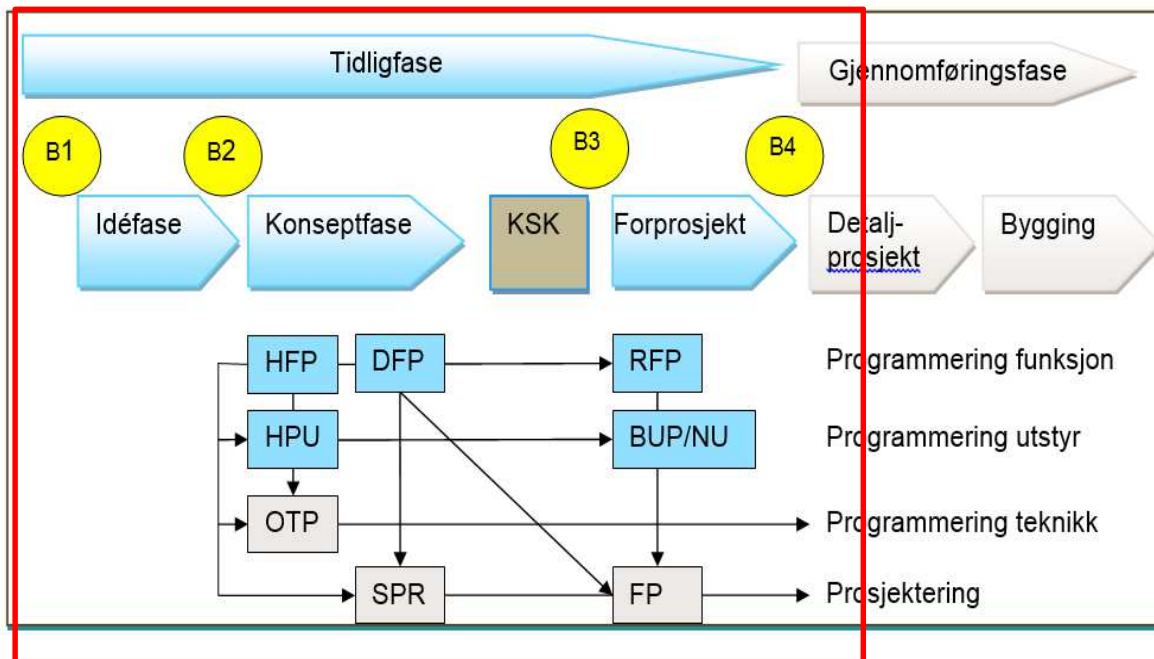 Tidligfase
Gjennomføringsfase
B1
B2
B3
B4
Idéfase
Konseptfase
KSK
Forprosjekt
Detalj-
prosjekt
Bygging
HFP
DFP
RFP
Programmering funksjon
HPU
BUP/NU
Programmering utstyr
OTP
Programmering teknikk
SPR
FP
Prosjektering